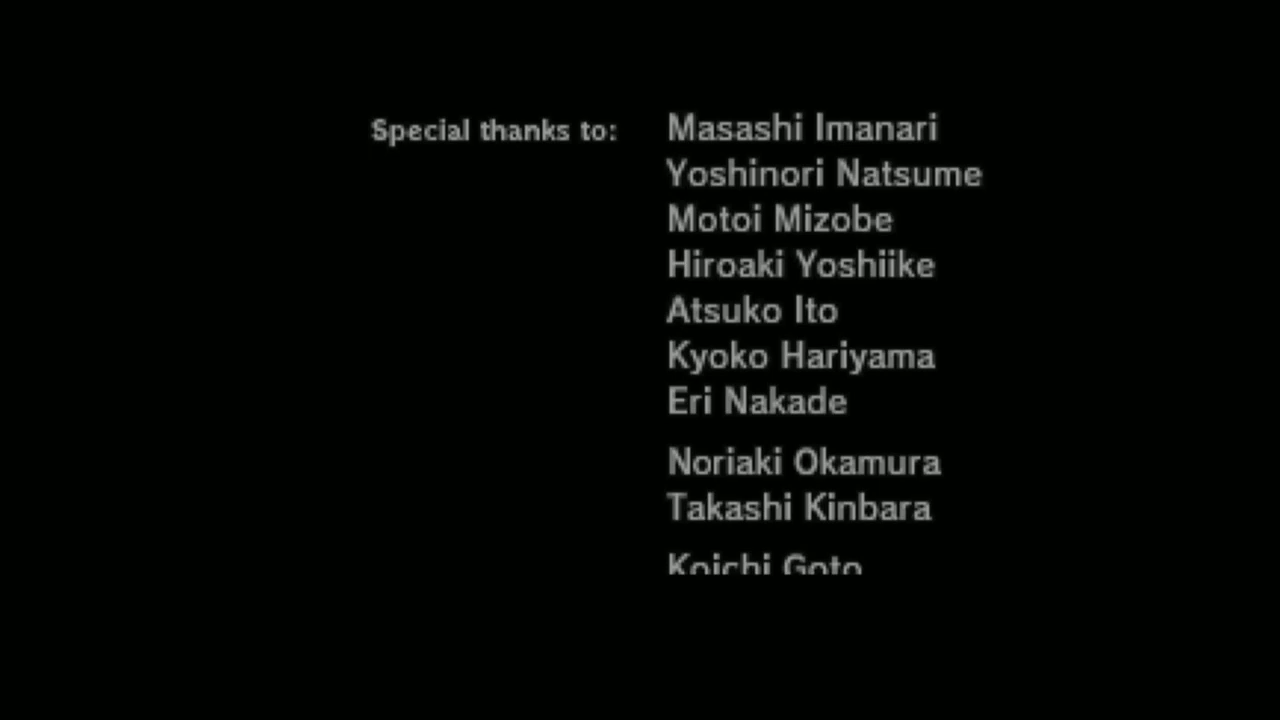 Special thanks to: Masashi Imanari
Yoshinori Natsume
Motoi Mizobe
Hiroaki Yoshiike
Atsuko Ito
Kyoko Hariyama
Eri Nakade
Noriaki Okamura
Takashi Kinbara
Koichi Goto